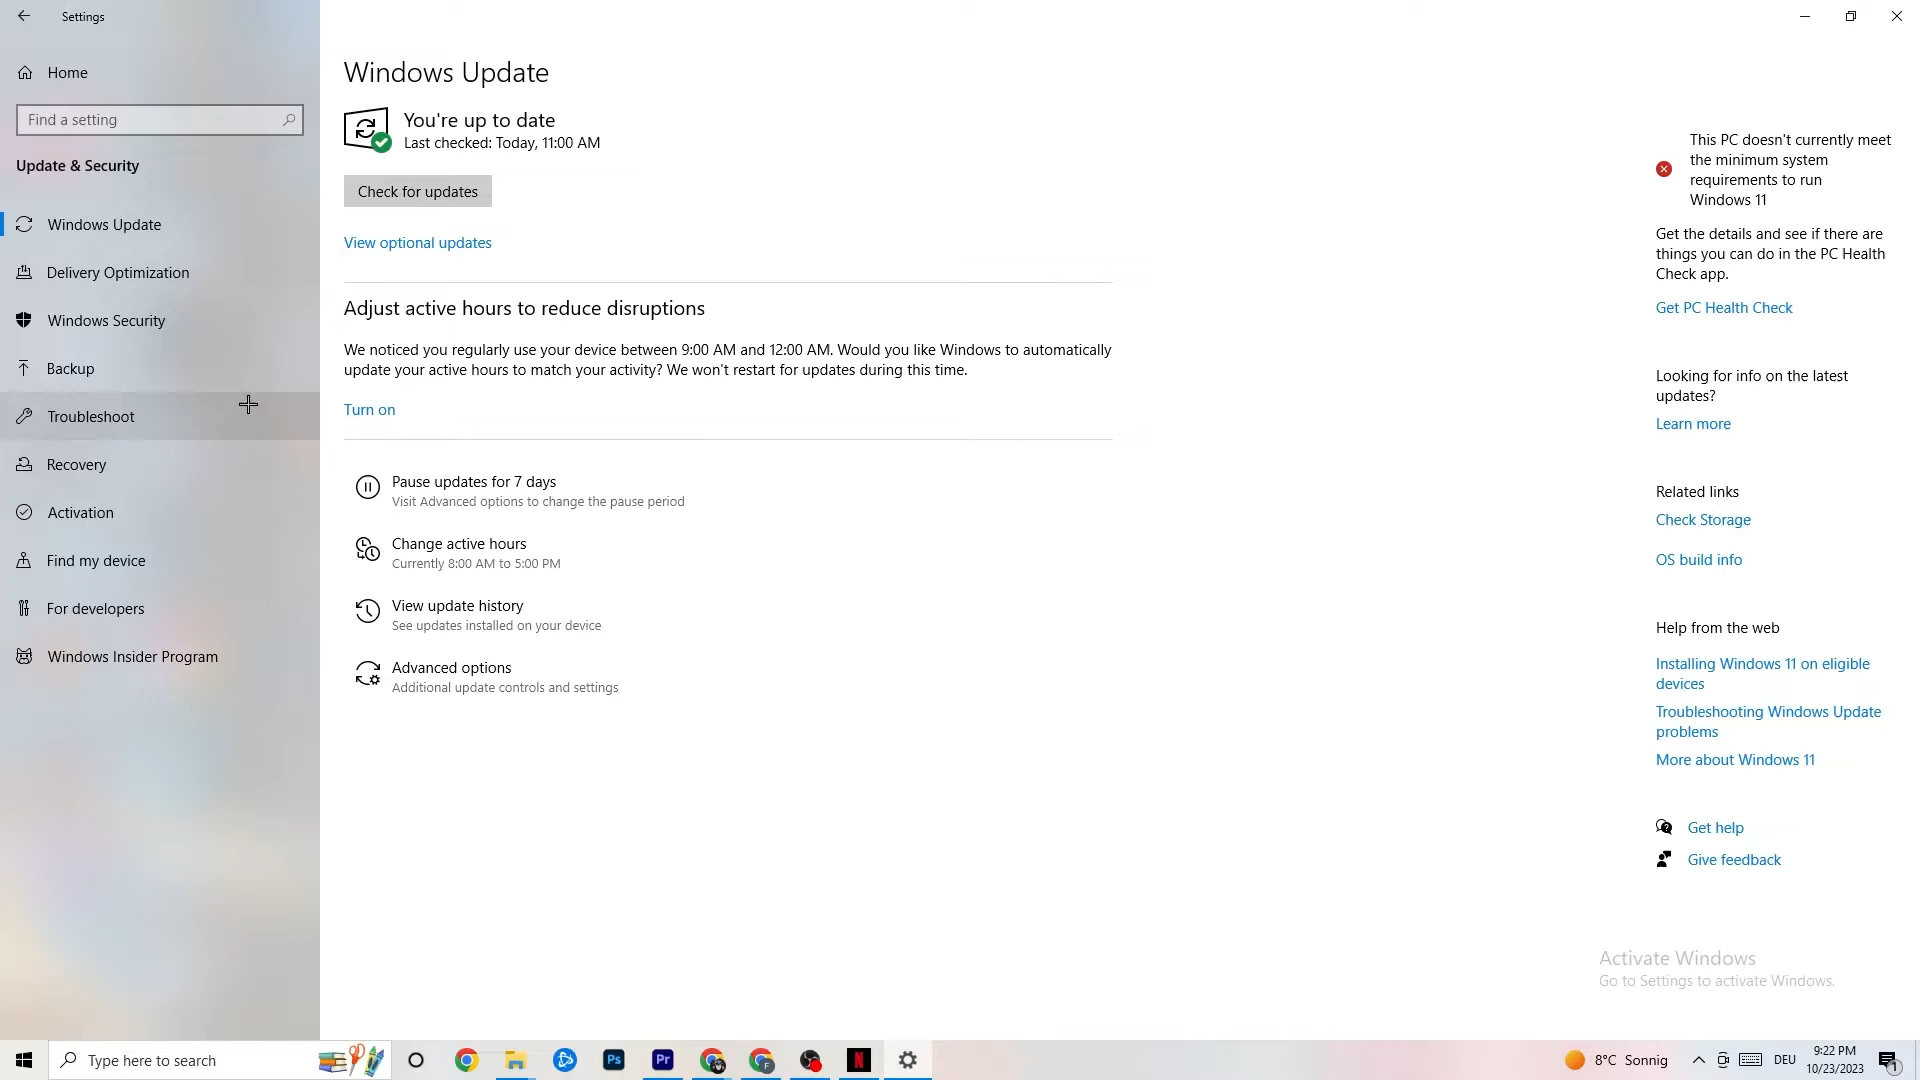 Settings
Home
Find a setting
Update & Security
Windows Update
Delivery Optimization
Windows Security
Backup
Troubleshoot
Recovery
Activation
Find my device
For developers
Windows Insider Program
Windows Update
You're up to date
Last checked: Today, 11:00 AM
Check for updates
View optional updates
Adjust active hours to reduce disruptions
We noticed you regularly use your device between 9:00 AM and 12:00 AM. Would you like Windows to automatically
update your active hours to match your activity? We won't restart for updates during this time.
Turn on
Pause updates for 7 days
Visit Advanced options to change the pause period
Change active hours
Currently 8:00 AM to 5:00 PM
View update history
See updates installed on your device
Advanced options
Additional update controls and settings
This PC doesn't currently meet
the minimum system
requirements to run
Windows 11
Get the details and see if there are
things you can do in the PC Health
Check app.
Get PC Health Check
Looking for info on the latest
updates?
Learn more
Related links
Check Storage
OS build info
Help from the web
Installing Windows 11 on eligible
devices
Troubleshooting Windows Update
problems
More about Windows 11
Get help
Give feedback
Activate Windows
Go to Settings to activate Windows.
Type here to search
Ps
Pr
F
N
8°C Sonnig
DEU
9:22 PM
10/23/2023
1